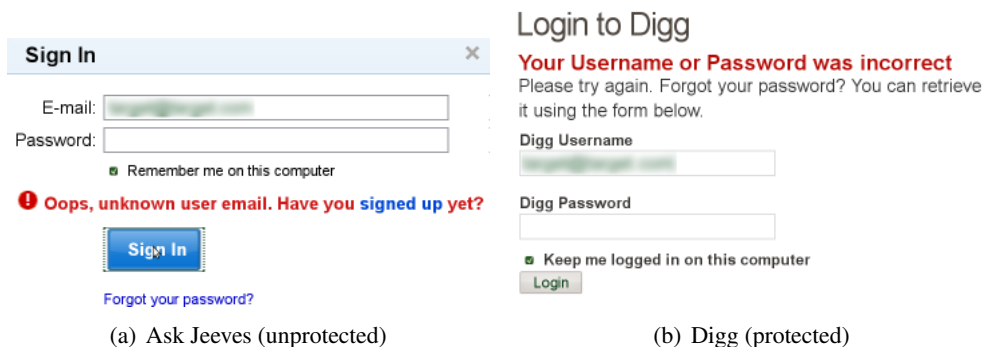 Sign In
×
E-mail:
Password:
Remember me on this computer
Oops, unknown user email. Have you signed up yet?
Sign In
Forgot your password?
(a) Ask Jeeves (unprotected)
Login to Digg
Your Username or Password was incorrect
Please try again. Forgot your password? You can retrieve
it using the form below.
Digg Username
Digg Password
Keep me logged in on this computer
Login
(b) Digg (protected)